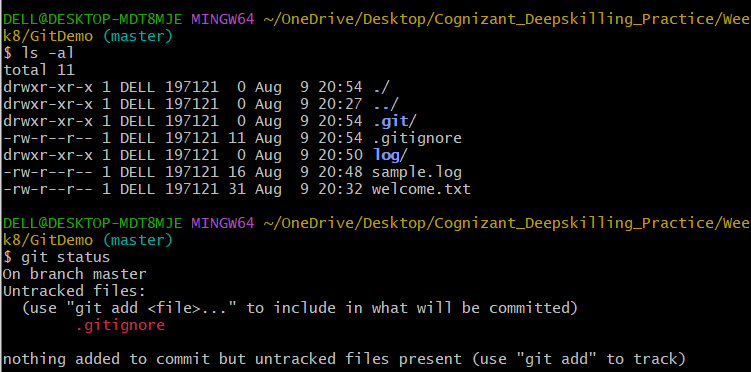 DELL@DESKTOP-MDT8MJE MINGW64 ~/OneDrive/Desktop/Cognizant_Deepskilling_Practice/Wee
k8/GitDemo (master)
$ ls -al
total 11
drwxr-xr-x 1 DELL 197121  0 Aug  9 20:54 ./
drwxr-xr-x 1 DELL 197121  0 Aug  9 20:27 ../
drwxr-xr-x 1 DELL 197121  0 Aug  9 20:54 .git/
-rw-r--r-- 1 DELL 197121 11 Aug  9 20:54 .gitignore
drwxr-xr-x 1 DELL 197121  0 Aug  9 20:50 log/
-rw-r--r-- 1 DELL 197121 16 Aug  9 20:48 sample.log
-rw-r--r-- 1 DELL 197121 31 Aug  9 20:32 welcome.txt
DELL@DESKTOP-MDT8MJE MINGW64 ~/OneDrive/Desktop/Cognizant_Deepskilling_Practice/Wee
k8/GitDemo (master)
$ git status
On branch master
Untracked files:
  (use "git add <file>..." to include in what will be committed)
        .gitignore
nothing added to commit but untracked files present (use "git add" to track)